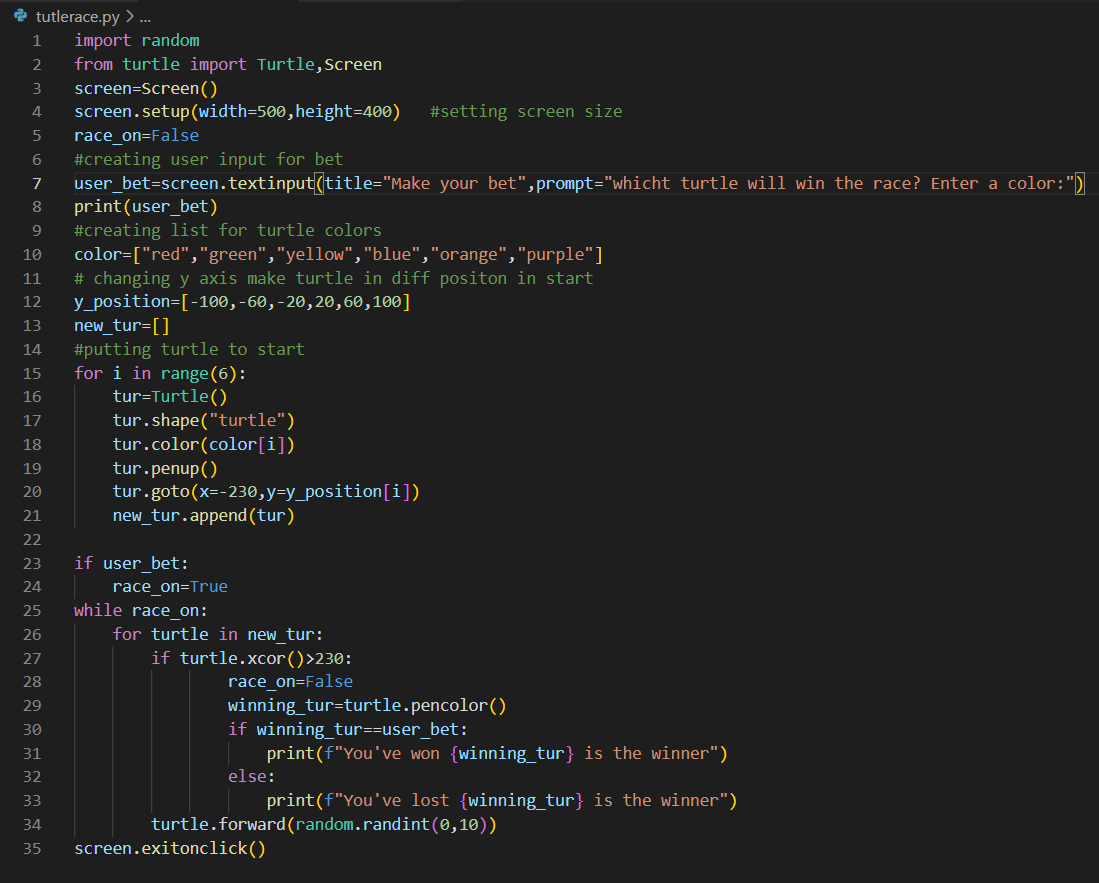 tutlerace.py > ...
1 import random
2 from turtle import Turtle,Screen
3 screen=Screen()
4 screen.setup(width=500,height=400)   #setting screen size
5 race_on=False
6 #creating user input for bet
7 user_bet=screen.textinput(title="Make your bet",prompt="whicht turtle will win the race? Enter a color:")
8 print(user_bet)
9 #creating list for turtle colors
10 color=["red","green","yellow","blue","orange","purple"]
11 # changing y axis make turtle in diff positon in start
12 y_position=[-100,-60,-20,20,60,100]
13 new_tur=[]
14 #putting turtle to start
15 for i in range(6):
16     tur=Turtle()
17     tur.shape("turtle")
18     tur.color(color[i])
19     tur.penup()
20     tur.goto(x=-230,y=y_position[i])
21     new_tur.append(tur)
22
23 if user_bet:
24     race_on=True
25 while race_on:
26     for turtle in new_tur:
27         if turtle.xcor()>230:
28                 race_on=False
29                 winning_tur=turtle.pencolor()
30                 if winning_tur==user_bet:
31                     print(f"You've won {winning_tur} is the winner")
32                 else:
33                     print(f"You've lost {winning_tur} is the winner")
34         turtle.forward(random.randint(0,10))
35 screen.exitonclick()